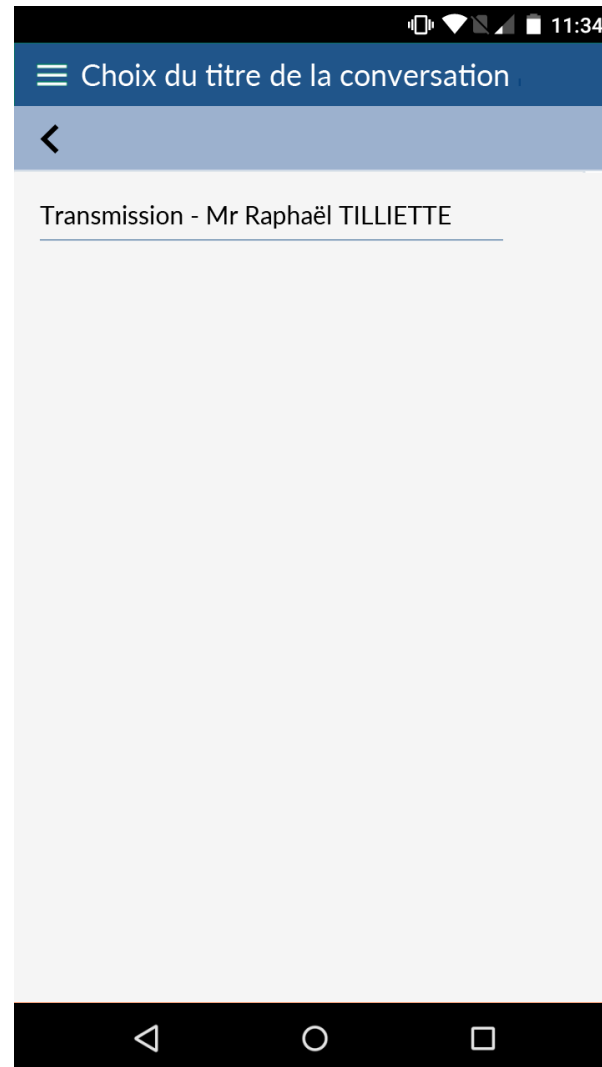 11:34
Choix du titre de la conversation
Transmission - Mr Raphaël TILLIETTE